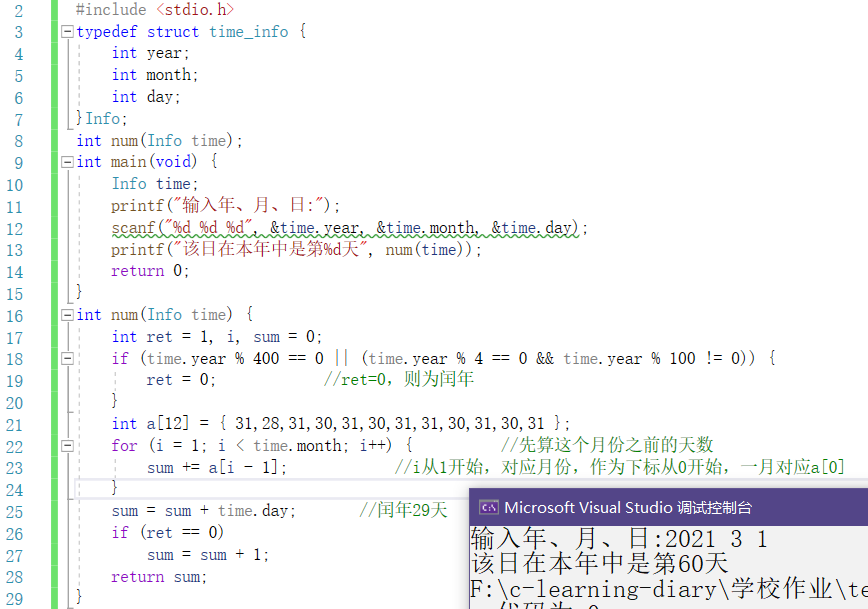 2 #include <stdio.h>
3 typedef struct time_info {
4 int year;
5 int month;
6 int day;
7 }Info;
8 int num(Info time);
9 int main(void) {
10 Info time;
11 printf("输入年、月、日:");
12 scanf("%d %d %d", &time.year, &time.month, &time.day);
13 printf("该日在本年中是第%d天", num(time));
14 return 0;
15 }
16 int num(Info time) {
17 int ret = 1, i, sum = 0;
18 if (time.year % 400 == 0 || (time.year % 4 == 0 && time.year % 100 != 0)) {
19 ret = 0; //ret=0，则为闰年
20 }
21 int a[12] = { 31,28,31,30,31,30,31,31,30,31,30,31 };
22 for (i = 1; i < time.month; i++) { //先算这个月份之前的天数
23 sum += a[i - 1]; //i从1开始，对应月份，作为下标从0开始，一月对应a[0]
24 }
25 sum = sum + time.day; //闰年29天
26 if (ret == 0)
27 sum = sum + 1;
28 return sum;
29 }
Microsoft Visual Studio 调试控制台
输入年、月、日:2021 3 1
该日在本年中是第60天
F:\c-learning-diary\学校作业\te